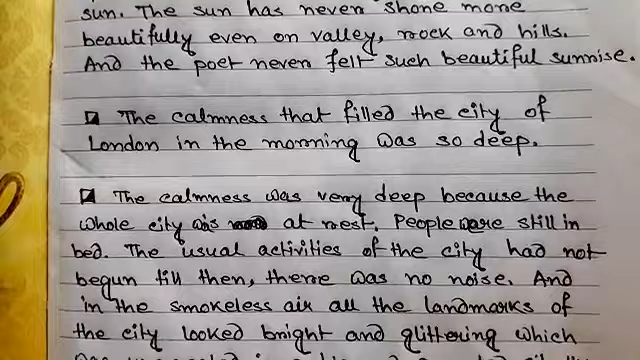 sun. The sun has never shone more
beautifully even on valley, rock and hills.
And the poet never felt such beautiful sunrise.
The calmness that filled the city of
London in the morning was so deep.
The calmness was very deep because the
whole city was at rest. People were still in
bed. The usual activities of the city had not
begun till then, there was no noise. And
in the smokeless air all the landmarks of
the city looked bright and glittering which